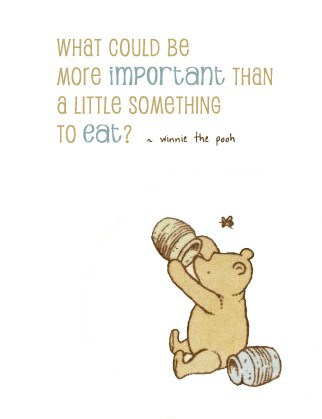 WHAT COULD BE
MORE important THAN
a LITTLE SOMETHING
TO eat? ~ winnie the pooh